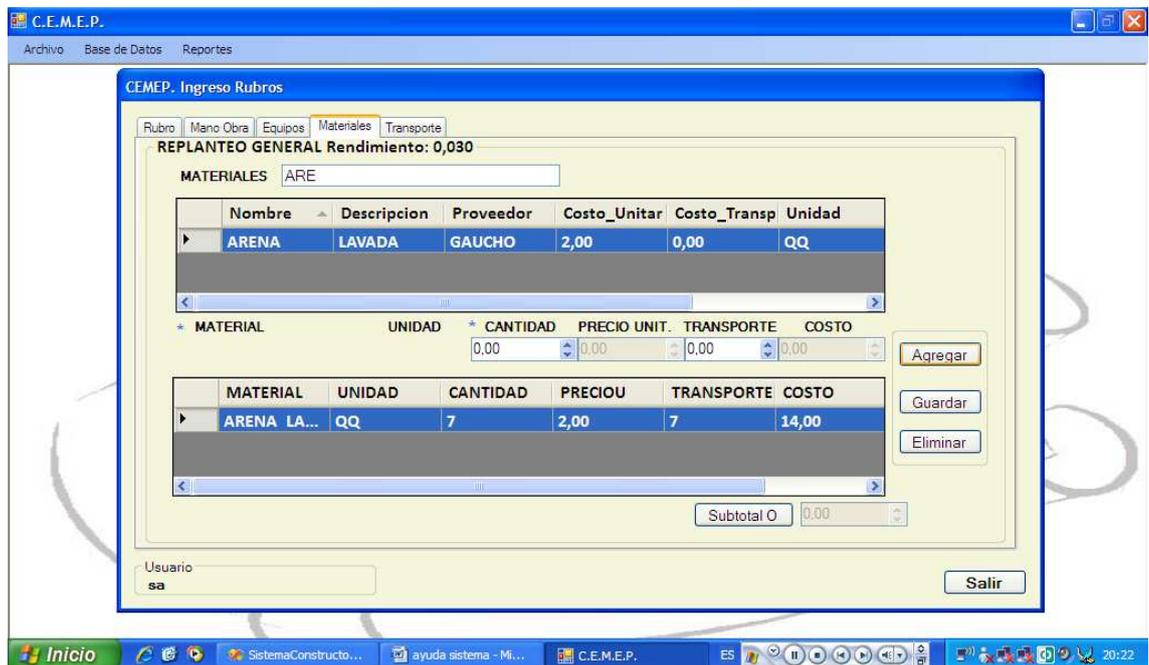 C.E.M.E.P.
Archivo Base de Datos Reportes
CEMEP. Ingreso Rubros
Rubro Mano Obra Equipos Materiales Transporte
REPLANTEO GENERAL Rendimiento: 0,030
MATERIALES ARE
Nombre Descripcion Proveedor Costo_Unitar Costo_Transp Unidad
ARENA LAVADA GAUCHO 2,00 0,00 QQ
* MATERIAL UNIDAD * CANTIDAD PRECIO UNIT. TRANSPORTE COSTO
0,00 0,00 0,00 0,00
Agregar
MATERIAL UNIDAD CANTIDAD PRECIOU TRANSPORTE COSTO
Guardar
ARENA LA... QQ 7 2,00 7 14,00
Eliminar
Subtotal O 0,00
Usuario
sa
Salir
Inicio SistemaConstructo... ayuda sistema - Mi... C.E.M.E.P. ES 20:22